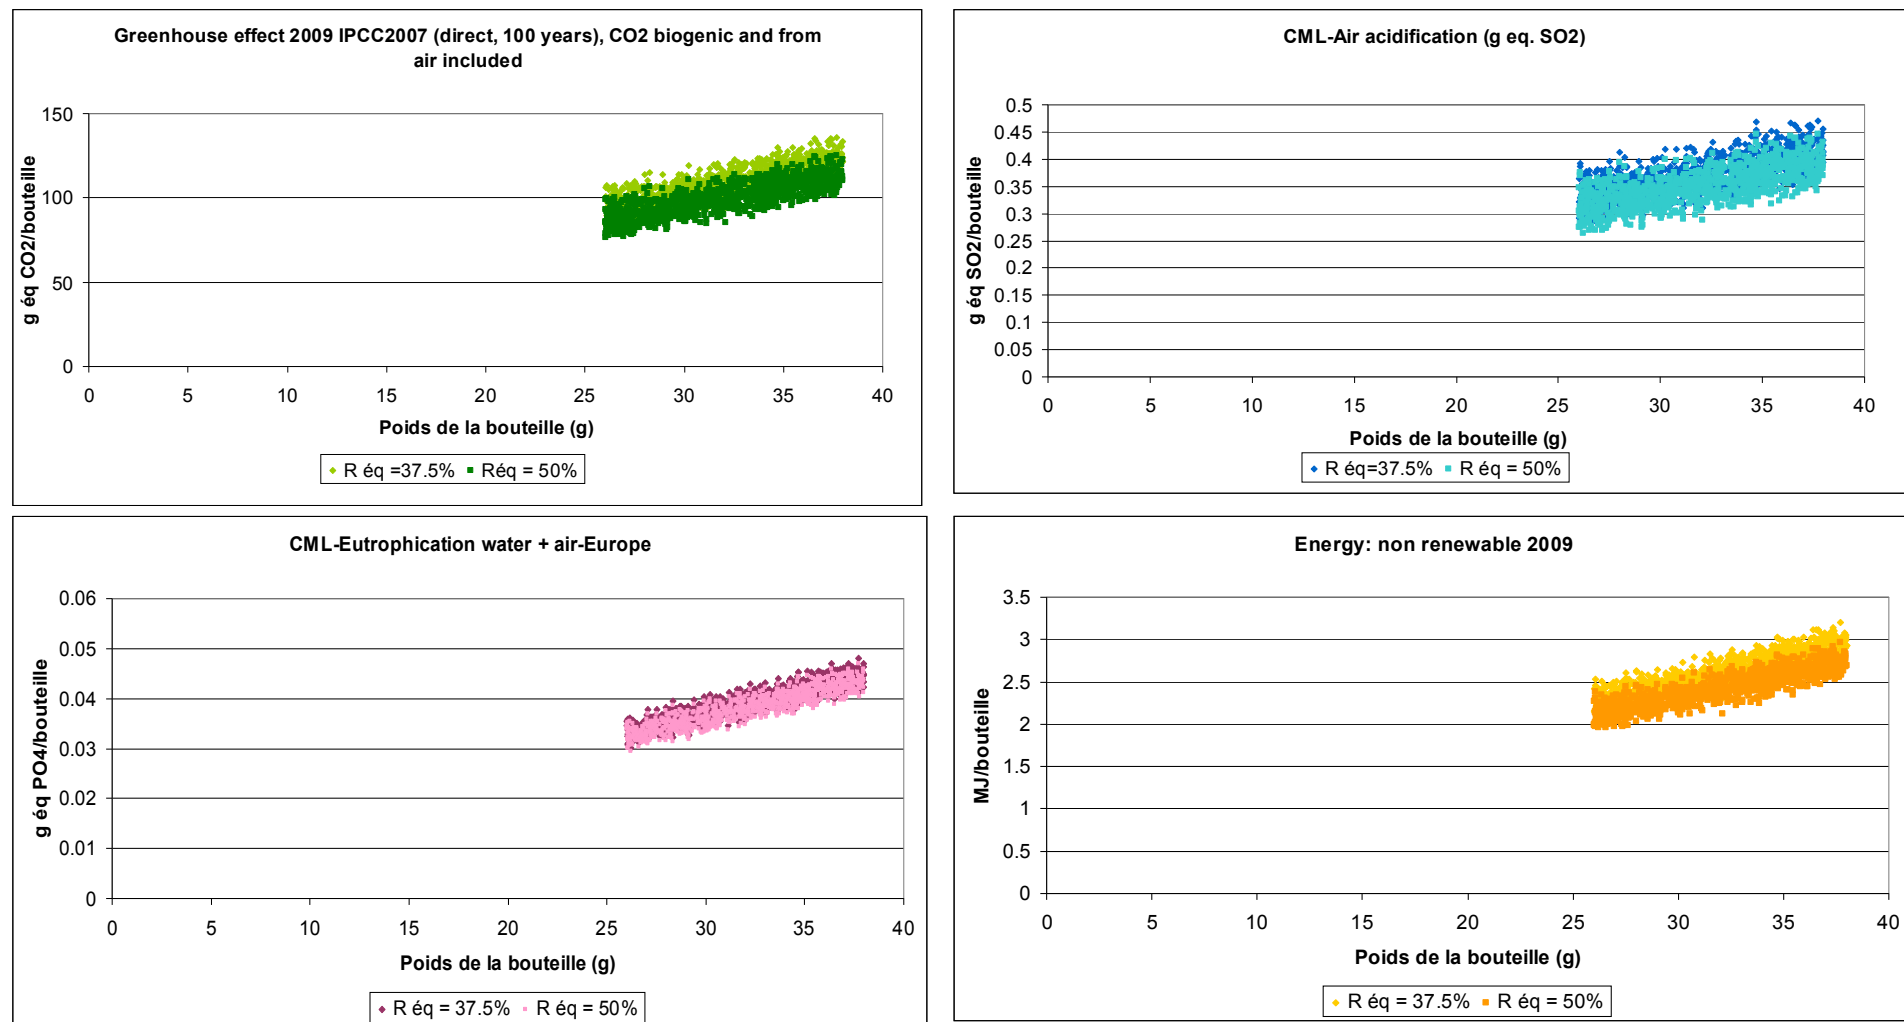 Greenhouse effect 2009 IPCC2007 (direct, 100 years), CO2 biogenic and from
air included
g éq CO2/bouteille
150
100
50
0
0 5 10 15 20 25 30 35 40
Poids de la bouteille (g)
R éq =37.5% Réq = 50%
CML-Air acidification (g eq. SO2)
g éq SO2/bouteille
0.5
0.45
0.4
0.35
0.3
0.25
0.2
0.15
0.1
0.05
0
0 5 10 15 20 25 30 35 40
Poids de la bouteille (g)
R éq=37.5% R éq = 50%
CML-Eutrophication water + air-Europe
g éq PO4/bouteille
0.06
0.05
0.04
0.03
0.02
0.01
0
0 5 10 15 20 25 30 35 40
Poids de la bouteille (g)
R éq = 37.5% R éq = 50%
Energy: non renewable 2009
MJ/bouteille
3.5
3
2.5
2
1.5
1
0.5
0
0 5 10 15 20 25 30 35 40
Poids de la bouteille (g)
R éq = 37.5% R éq = 50%